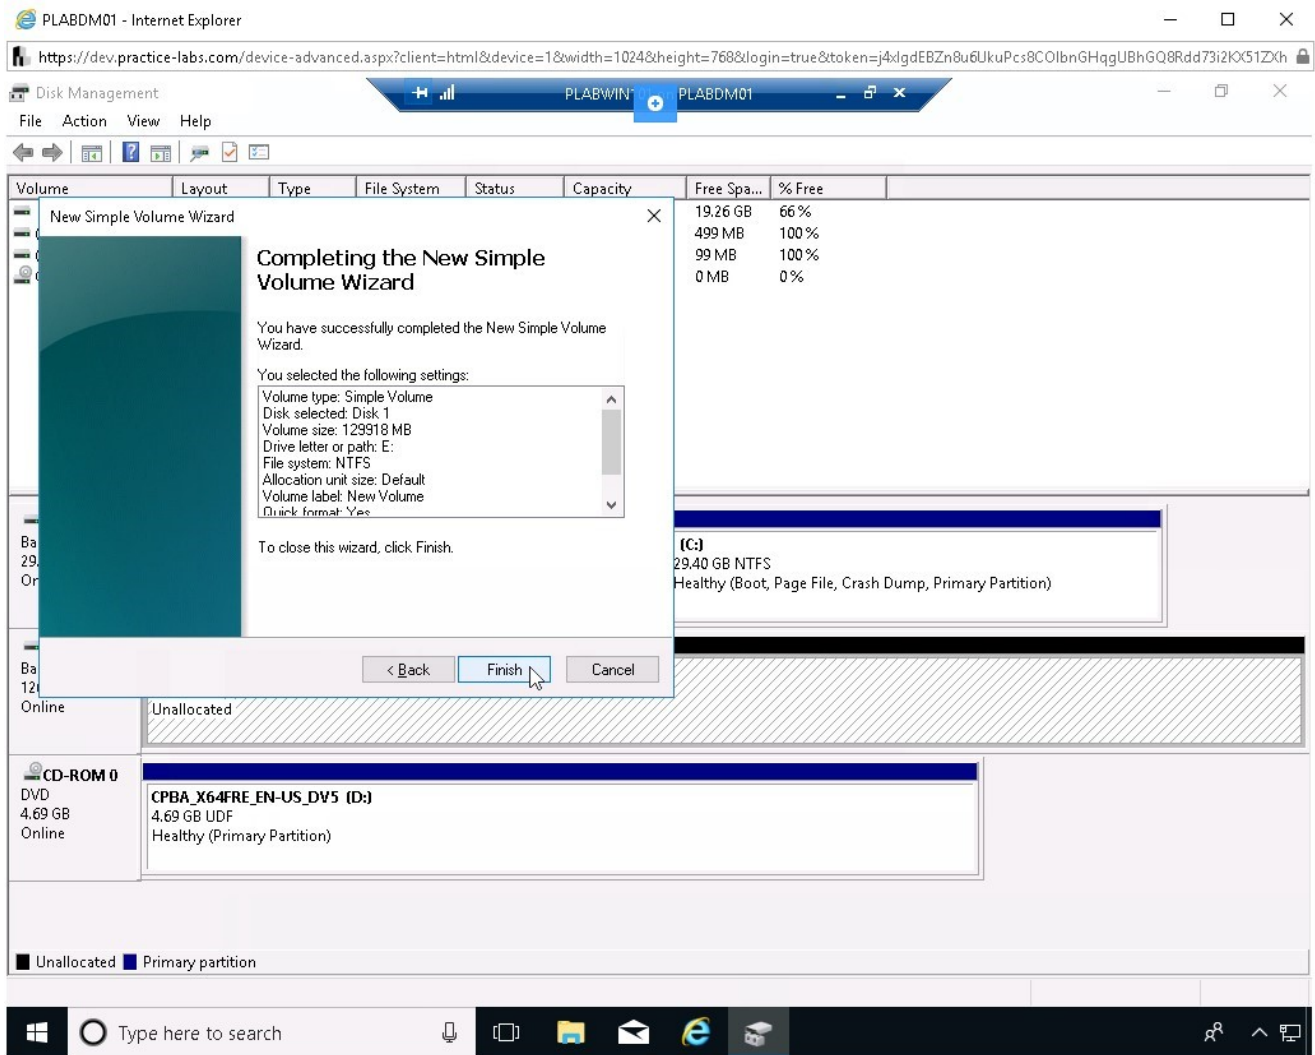 PLABDM01 - Internet Explorer
https://dev.practice-labs.com/device-advanced.aspx?client=html&device=1&width=1024&height=768&login=true&token=j4xlgdEBZn8u6UkuPcs8COlbnGHqgUBhGQ8Rdd73i2KX51ZXh
Disk Management
PLABDM01
File Action View Help
Volume Layout Type File System Status Capacity Free Spa... % Free
19.26 GB 66 %
499 MB 100 %
99 MB 100 %
0 MB 0 %
New Simple Volume Wizard
Completing the New Simple
Volume Wizard
You have successfully completed the New Simple Volume
Wizard.
You selected the following settings:
Volume type: Simple Volume
Disk selected: Disk 1
Volume size: 129918 MB
Drive letter or path: E:
File system: NTFS
Allocation unit size: Default
Volume label: New Volume
Quick format: Yes
To close this wizard, click Finish.
< Back Finish Cancel
(C:)
29.40 GB NTFS
Healthy (Boot, Page File, Crash Dump, Primary Partition)
Ba
29.
Or
Ba
Online
Unallocated
CD-ROM 0
DVD
4.69 GB
Online
CPBA_X64FRE_EN-US_DV5 (D:)
4.69 GB UDF
Healthy (Primary Partition)
Unallocated Primary partition
Type here to search